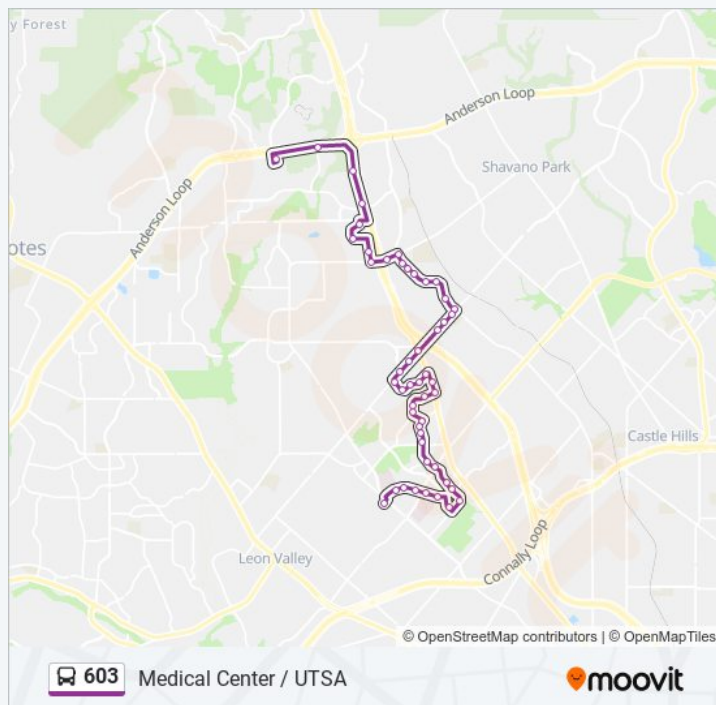 y Forest
Anderson Loop
Shavano Park
Anderson Loop
otes
Castle Hills
Connally Loop
Leon Valley
© OpenStreetMap contributors | © OpenMapTiles
603 Medical Center / UTSA
moovit